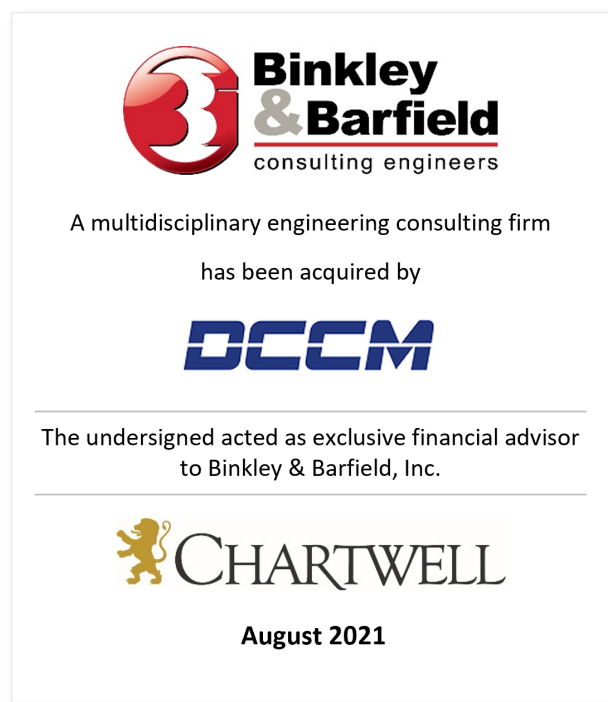 Binkley
&Barfield
consulting engineers
A multidisciplinary engineering consulting firm
has been acquired by
DCCM
The undersigned acted as exclusive financial advisor
to Binkley & Barfield, Inc.
CHARTWELL
August 2021